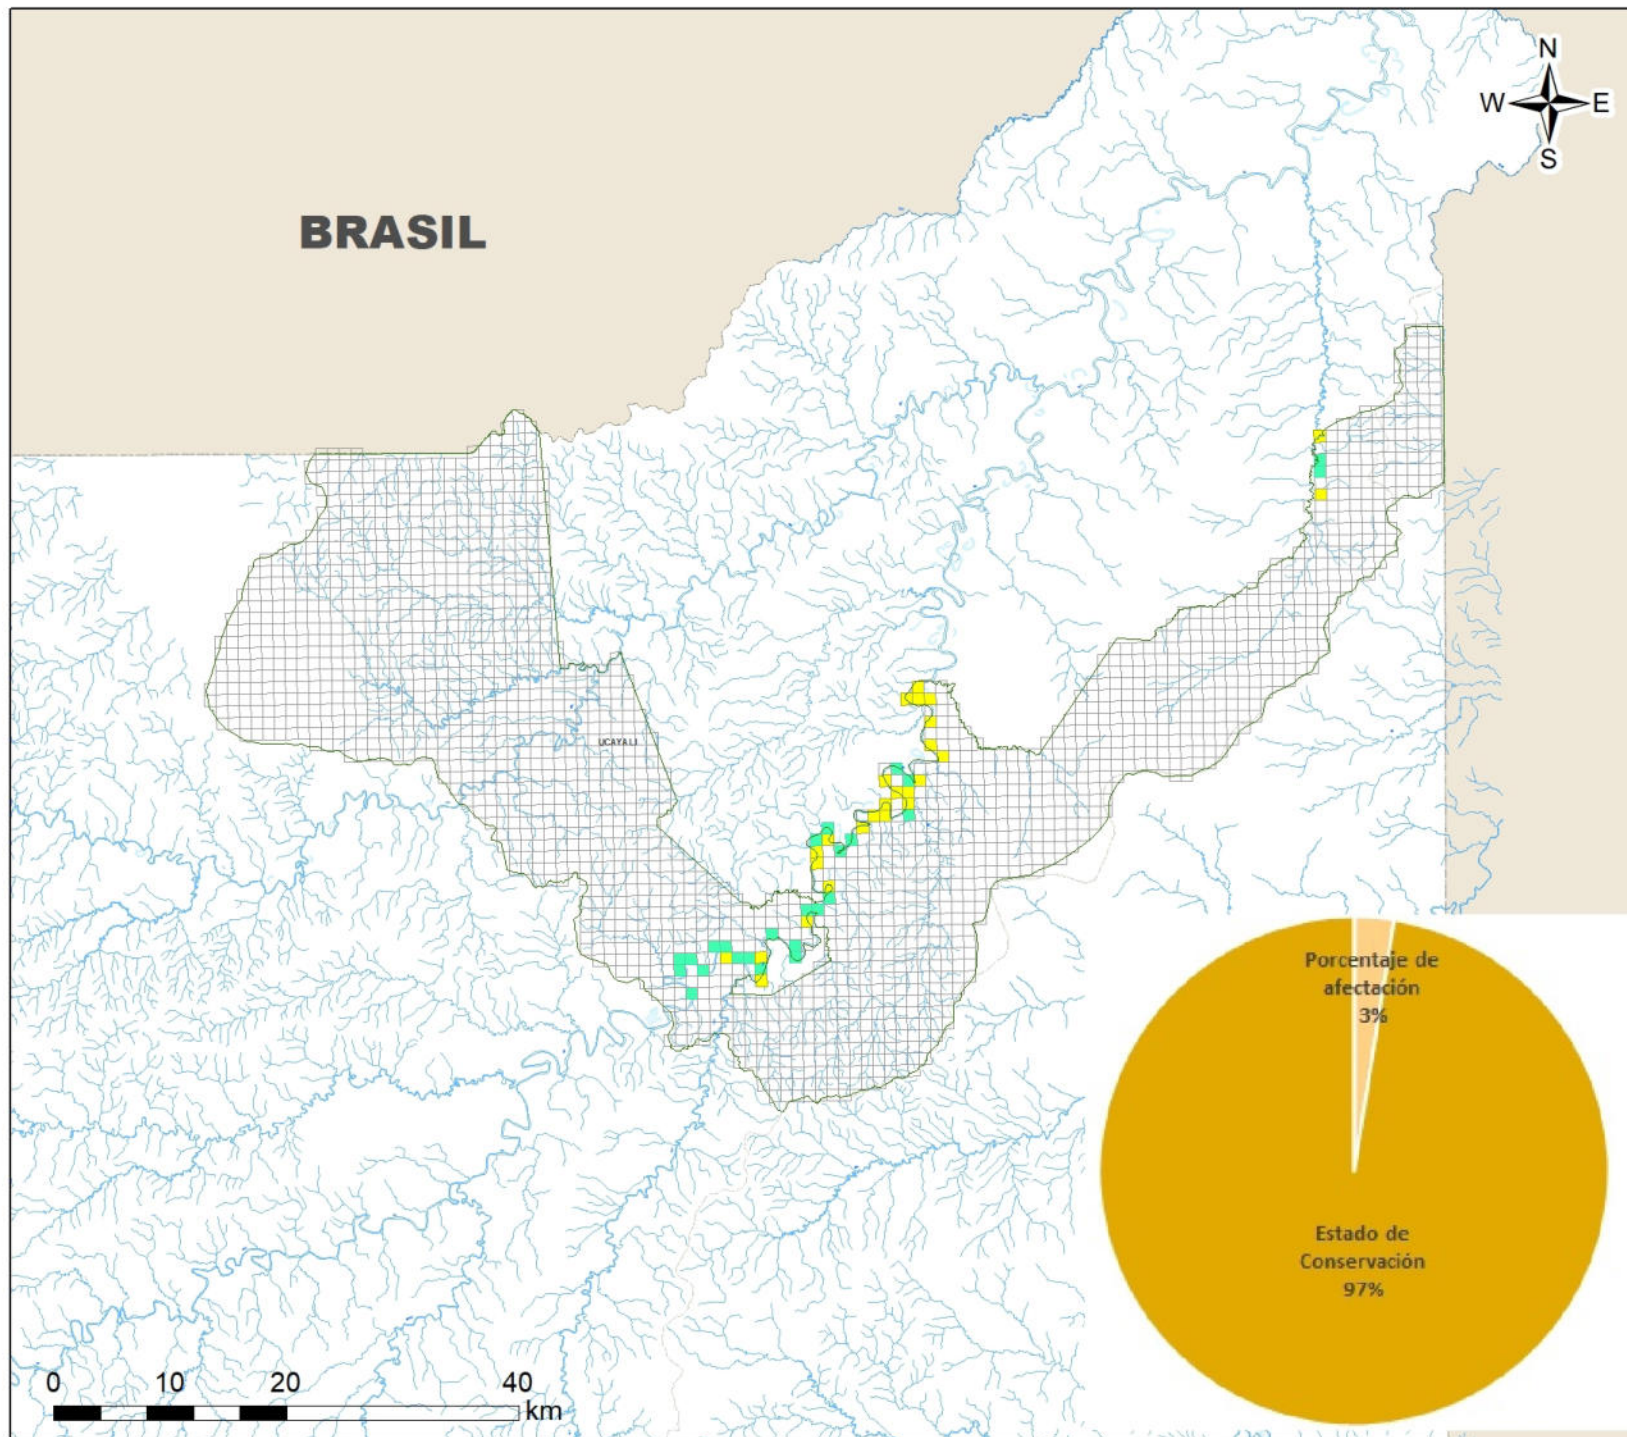 N
W E
S
BRASIL
UCAYALI
Porcentaje de
afectación
3%
Estado de
Conservación
97%
0 10 20 40
km